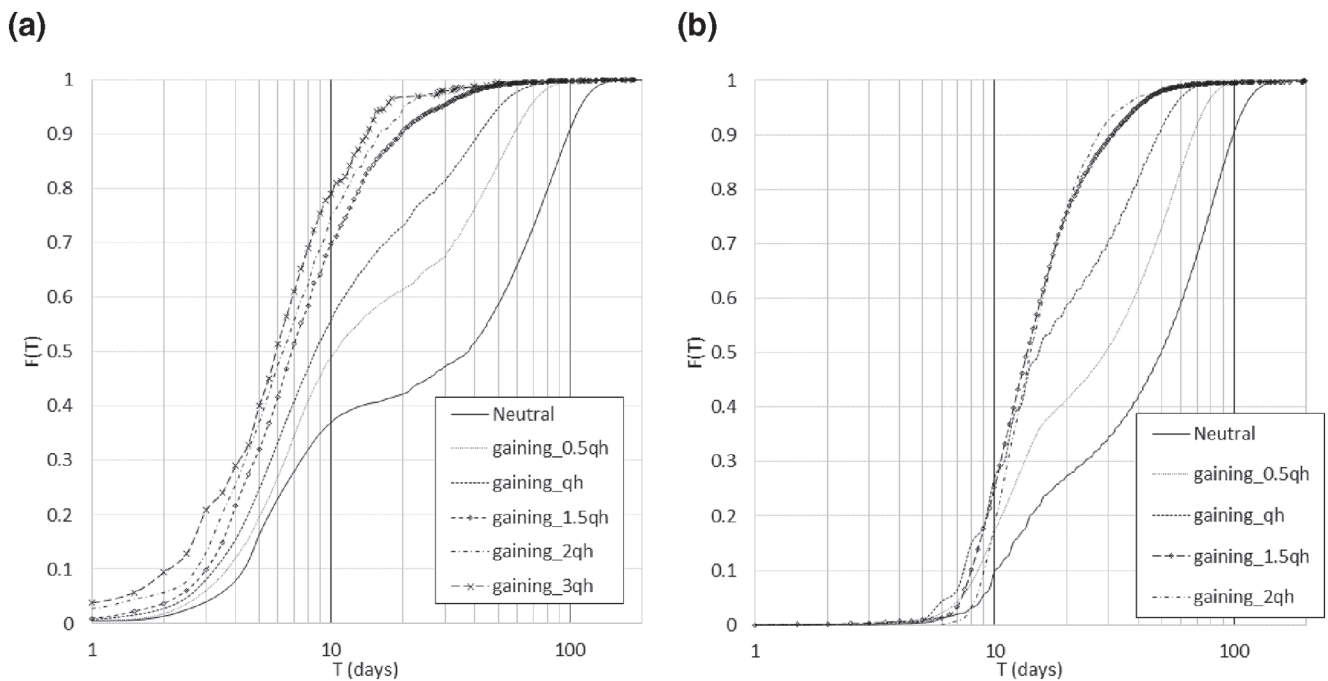 (a)
1
0.9
0.8
0.7
0.6
0.5
0.4
0.3
0.2
0.1
0
F(T)
1
10
100
T (days)
Neutral
gaining_0.5qh
gaining_qh
gaining_1.5qh
gaining_2qh
gaining_3qh
(b)
1
0.9
0.8
0.7
0.6
0.5
0.4
0.3
0.2
0.1
0
F(T)
1
10
100
T (days)
Neutral
gaining_0.5qh
gaining_qh
gaining_1.5qh
gaining_2qh